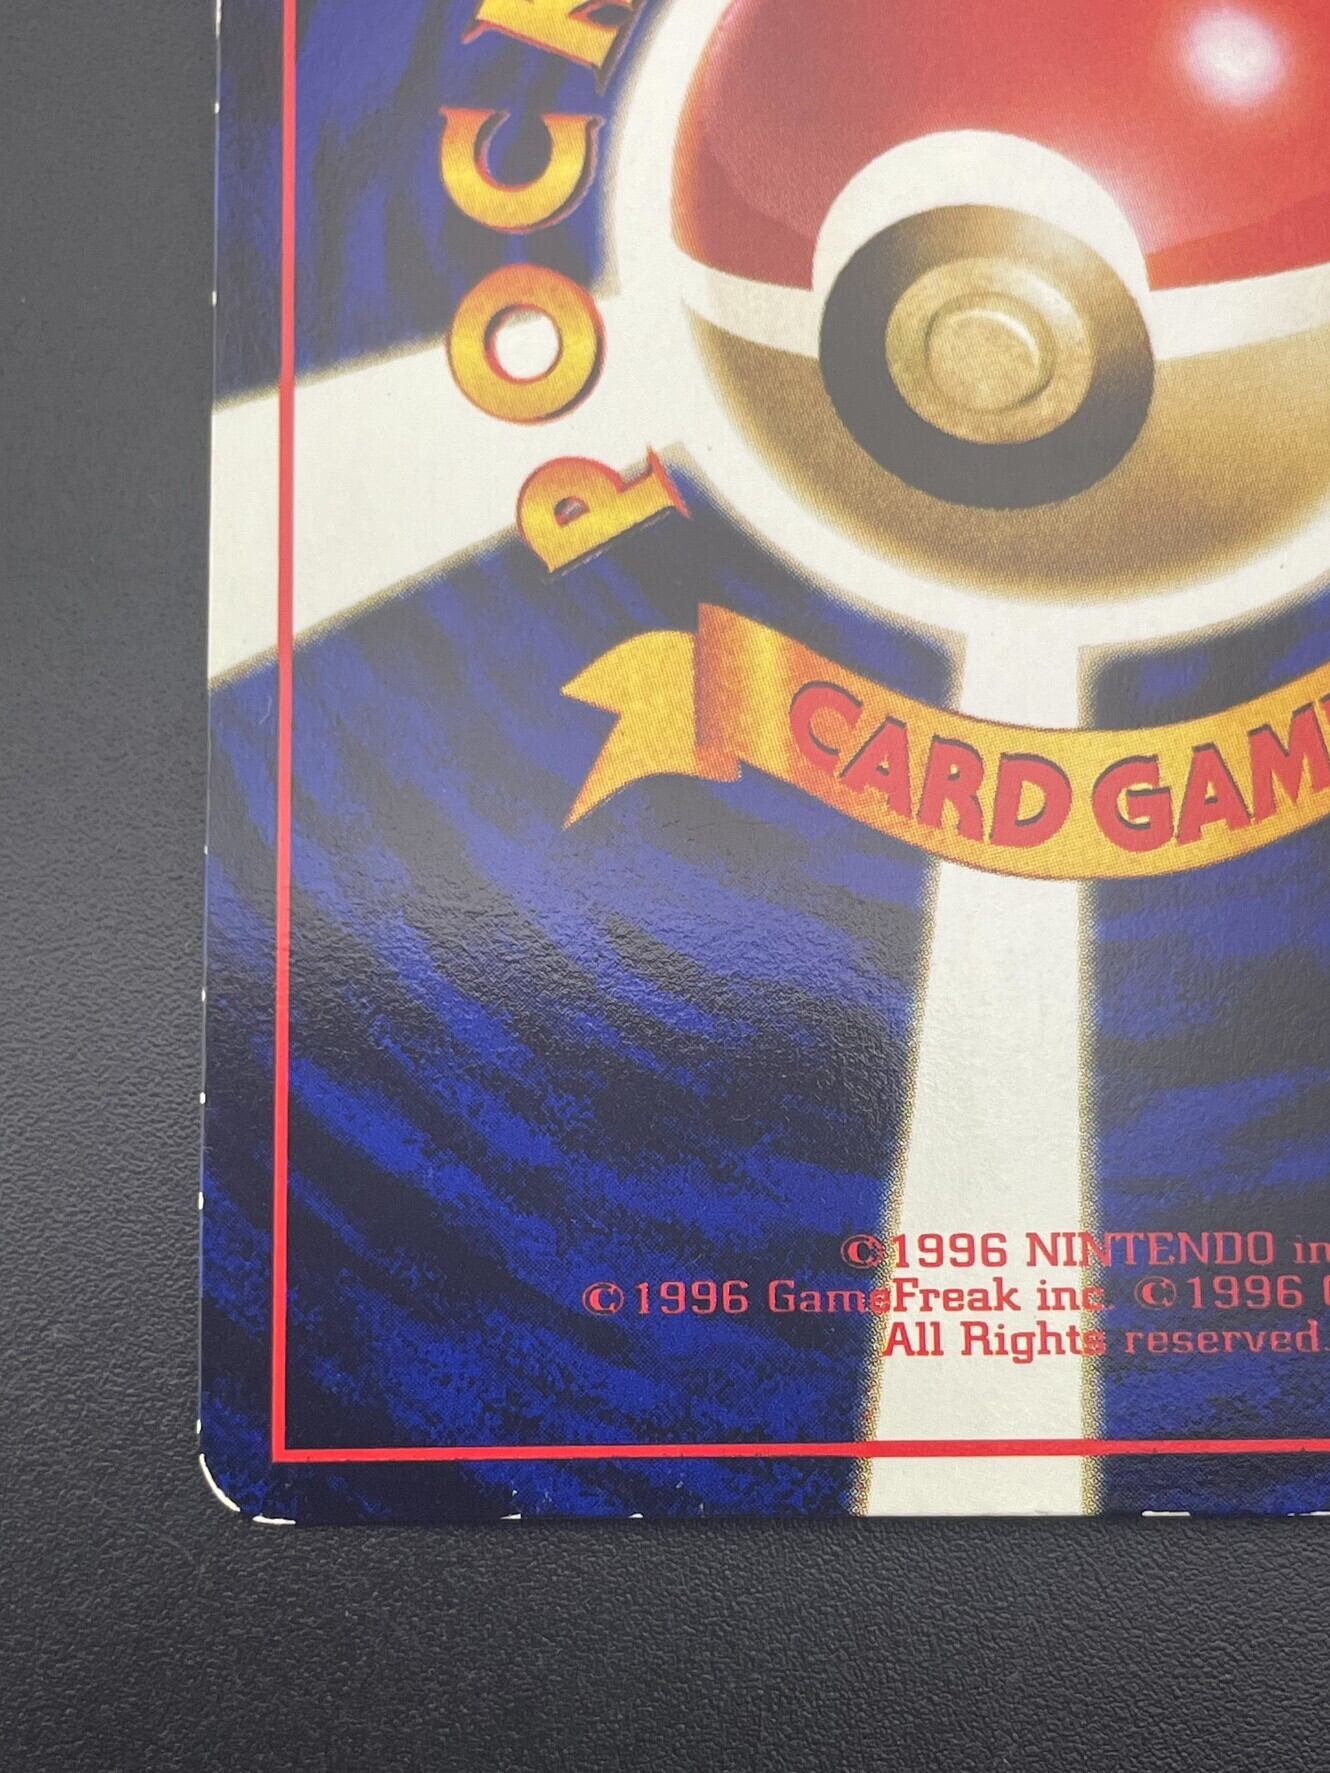 POCK
CARD GAM
©1996 NINTENDO in
©1996 GameFreak inc. ©1996
All Rights reserved.